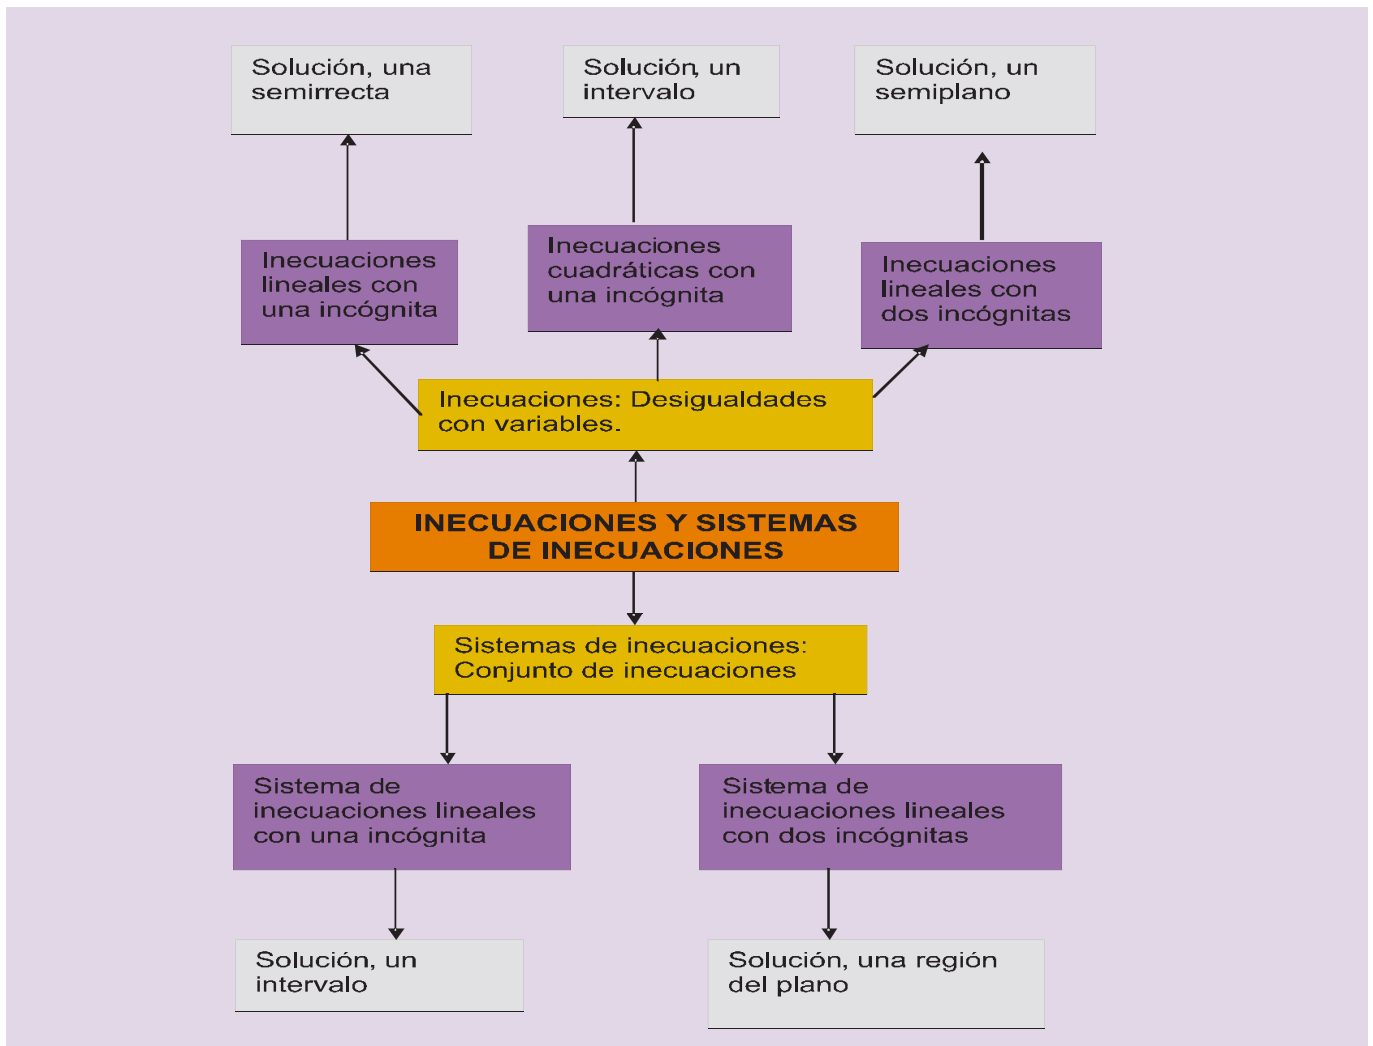 Solución, una
semirrecta
Solución, un
intervalo
Solución, un
semiplano
Inecuaciones
lineales con
una incógnita
Inecuaciones
cuadráticas con
una incógnita
Inecuaciones
lineales con
dos incógnitas
Inecuaciones: Desigualdades
con variables.
INECUACIONES Y SISTEMAS
DE INECUACIONES
Sistemas de inecuaciones:
Conjunto de inecuaciones
Sistema de
inecuaciones lineales
con una incógnita
Sistema de
inecuaciones lineales
con dos incógnitas
Solución, un
intervalo
Solución, una región
del plano